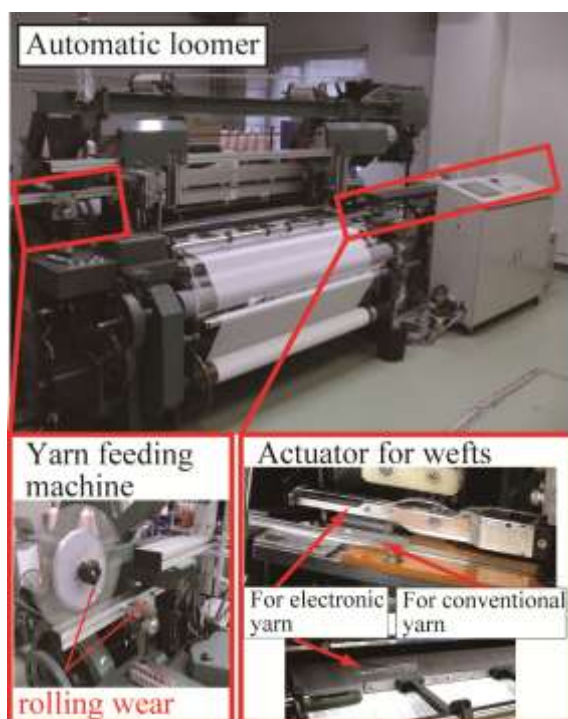 Automatic loomer
Yarn feeding
machine
rolling wear
Actuator for wefts
For electronic
yarn
For conventional
yarn